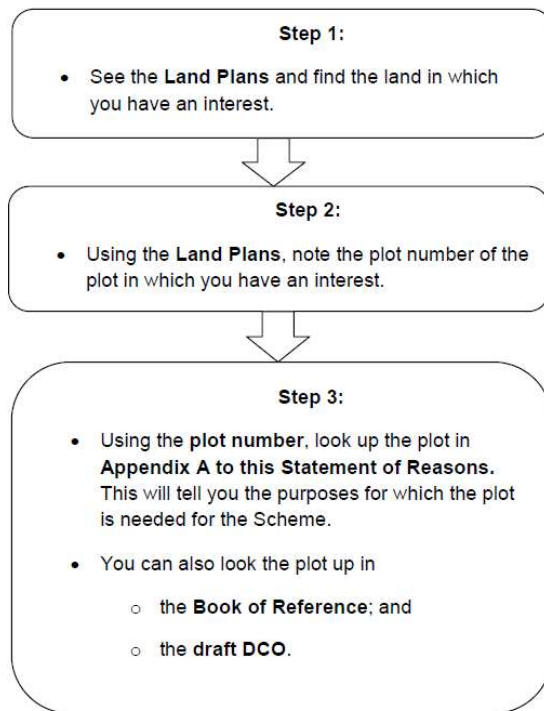 Step 1:
• See the Land Plans and find the land in which
you have an interest.
Step 2:
• Using the Land Plans, note the plot number of the
plot in which you have an interest.
Step 3:
• Using the plot number, look up the plot in
Appendix A to this Statement of Reasons.
This will tell you the purposes for which the plot
is needed for the Scheme.
• You can also look the plot up in
o the Book of Reference; and
o the draft DCO.